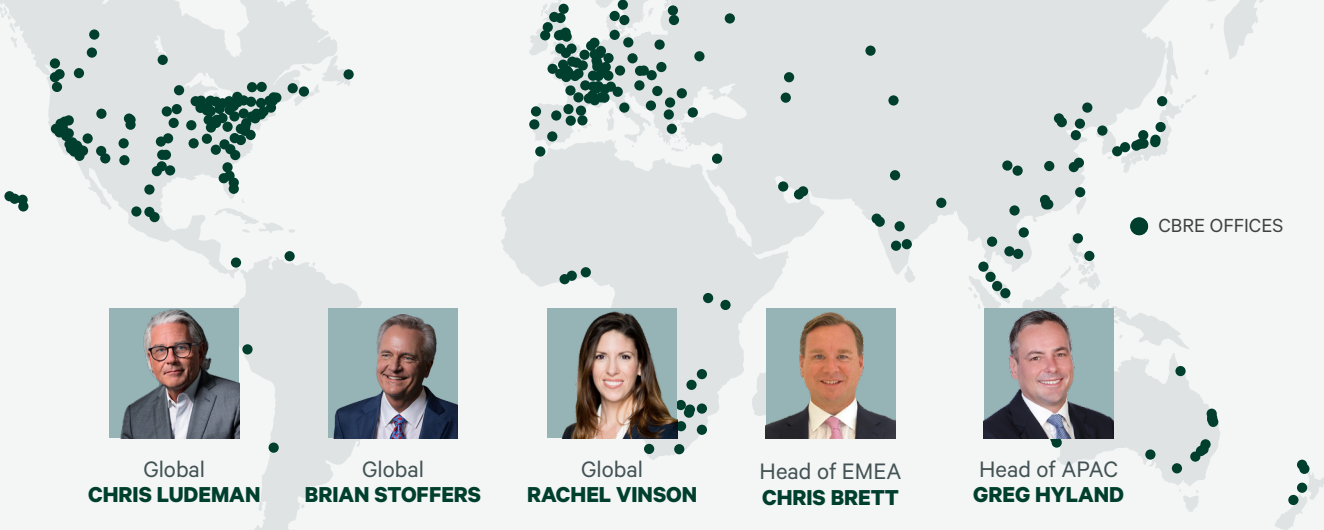 CBRE OFFICES
Global
CHRIS LUDEMAN
Global
BRIAN STOFFERS
Global
RACHEL VINSON
Head of EMEA
CHRIS BRETT
Head of APAC
GREG HYLAND